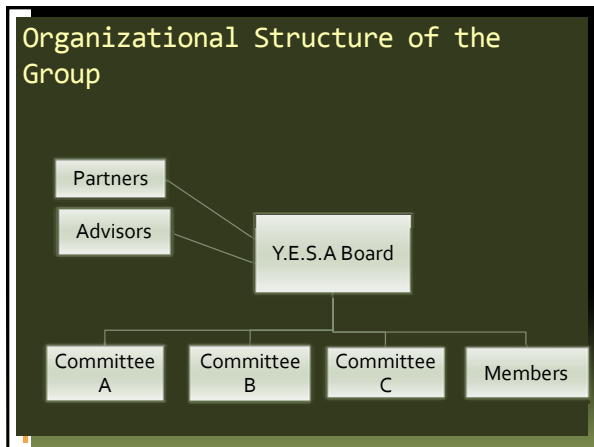 Organizational Structure of the
Group
Partners
Advisors
Y.E.S.A Board
Committee
A
Committee
B
Committee
C
Members